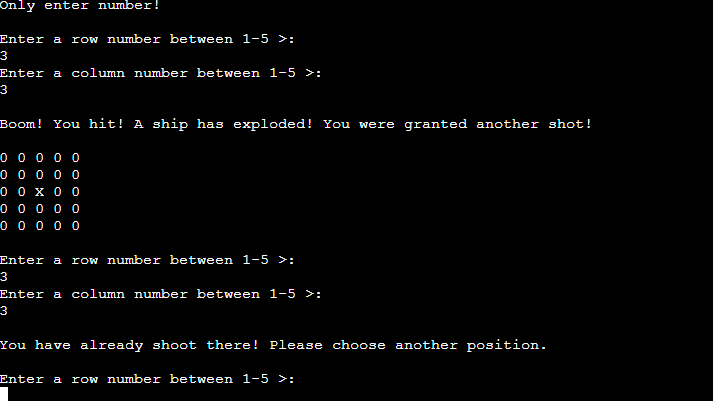 Only enter number!
Enter a row number between 1-5 >:
3
Enter a column number between 1-5 >:
3
Boom! You hit! A ship has exploded! You were granted another shot!
0 0 0 0 0
0 0 0 0 0
0 0 X 0 0
0 0 0 0 0
0 0 0 0 0
Enter a row number between 1-5 >:
3
Enter a column number between 1-5 >:
3
You have already shoot there! Please choose another position.
Enter a row number between 1-5 >: